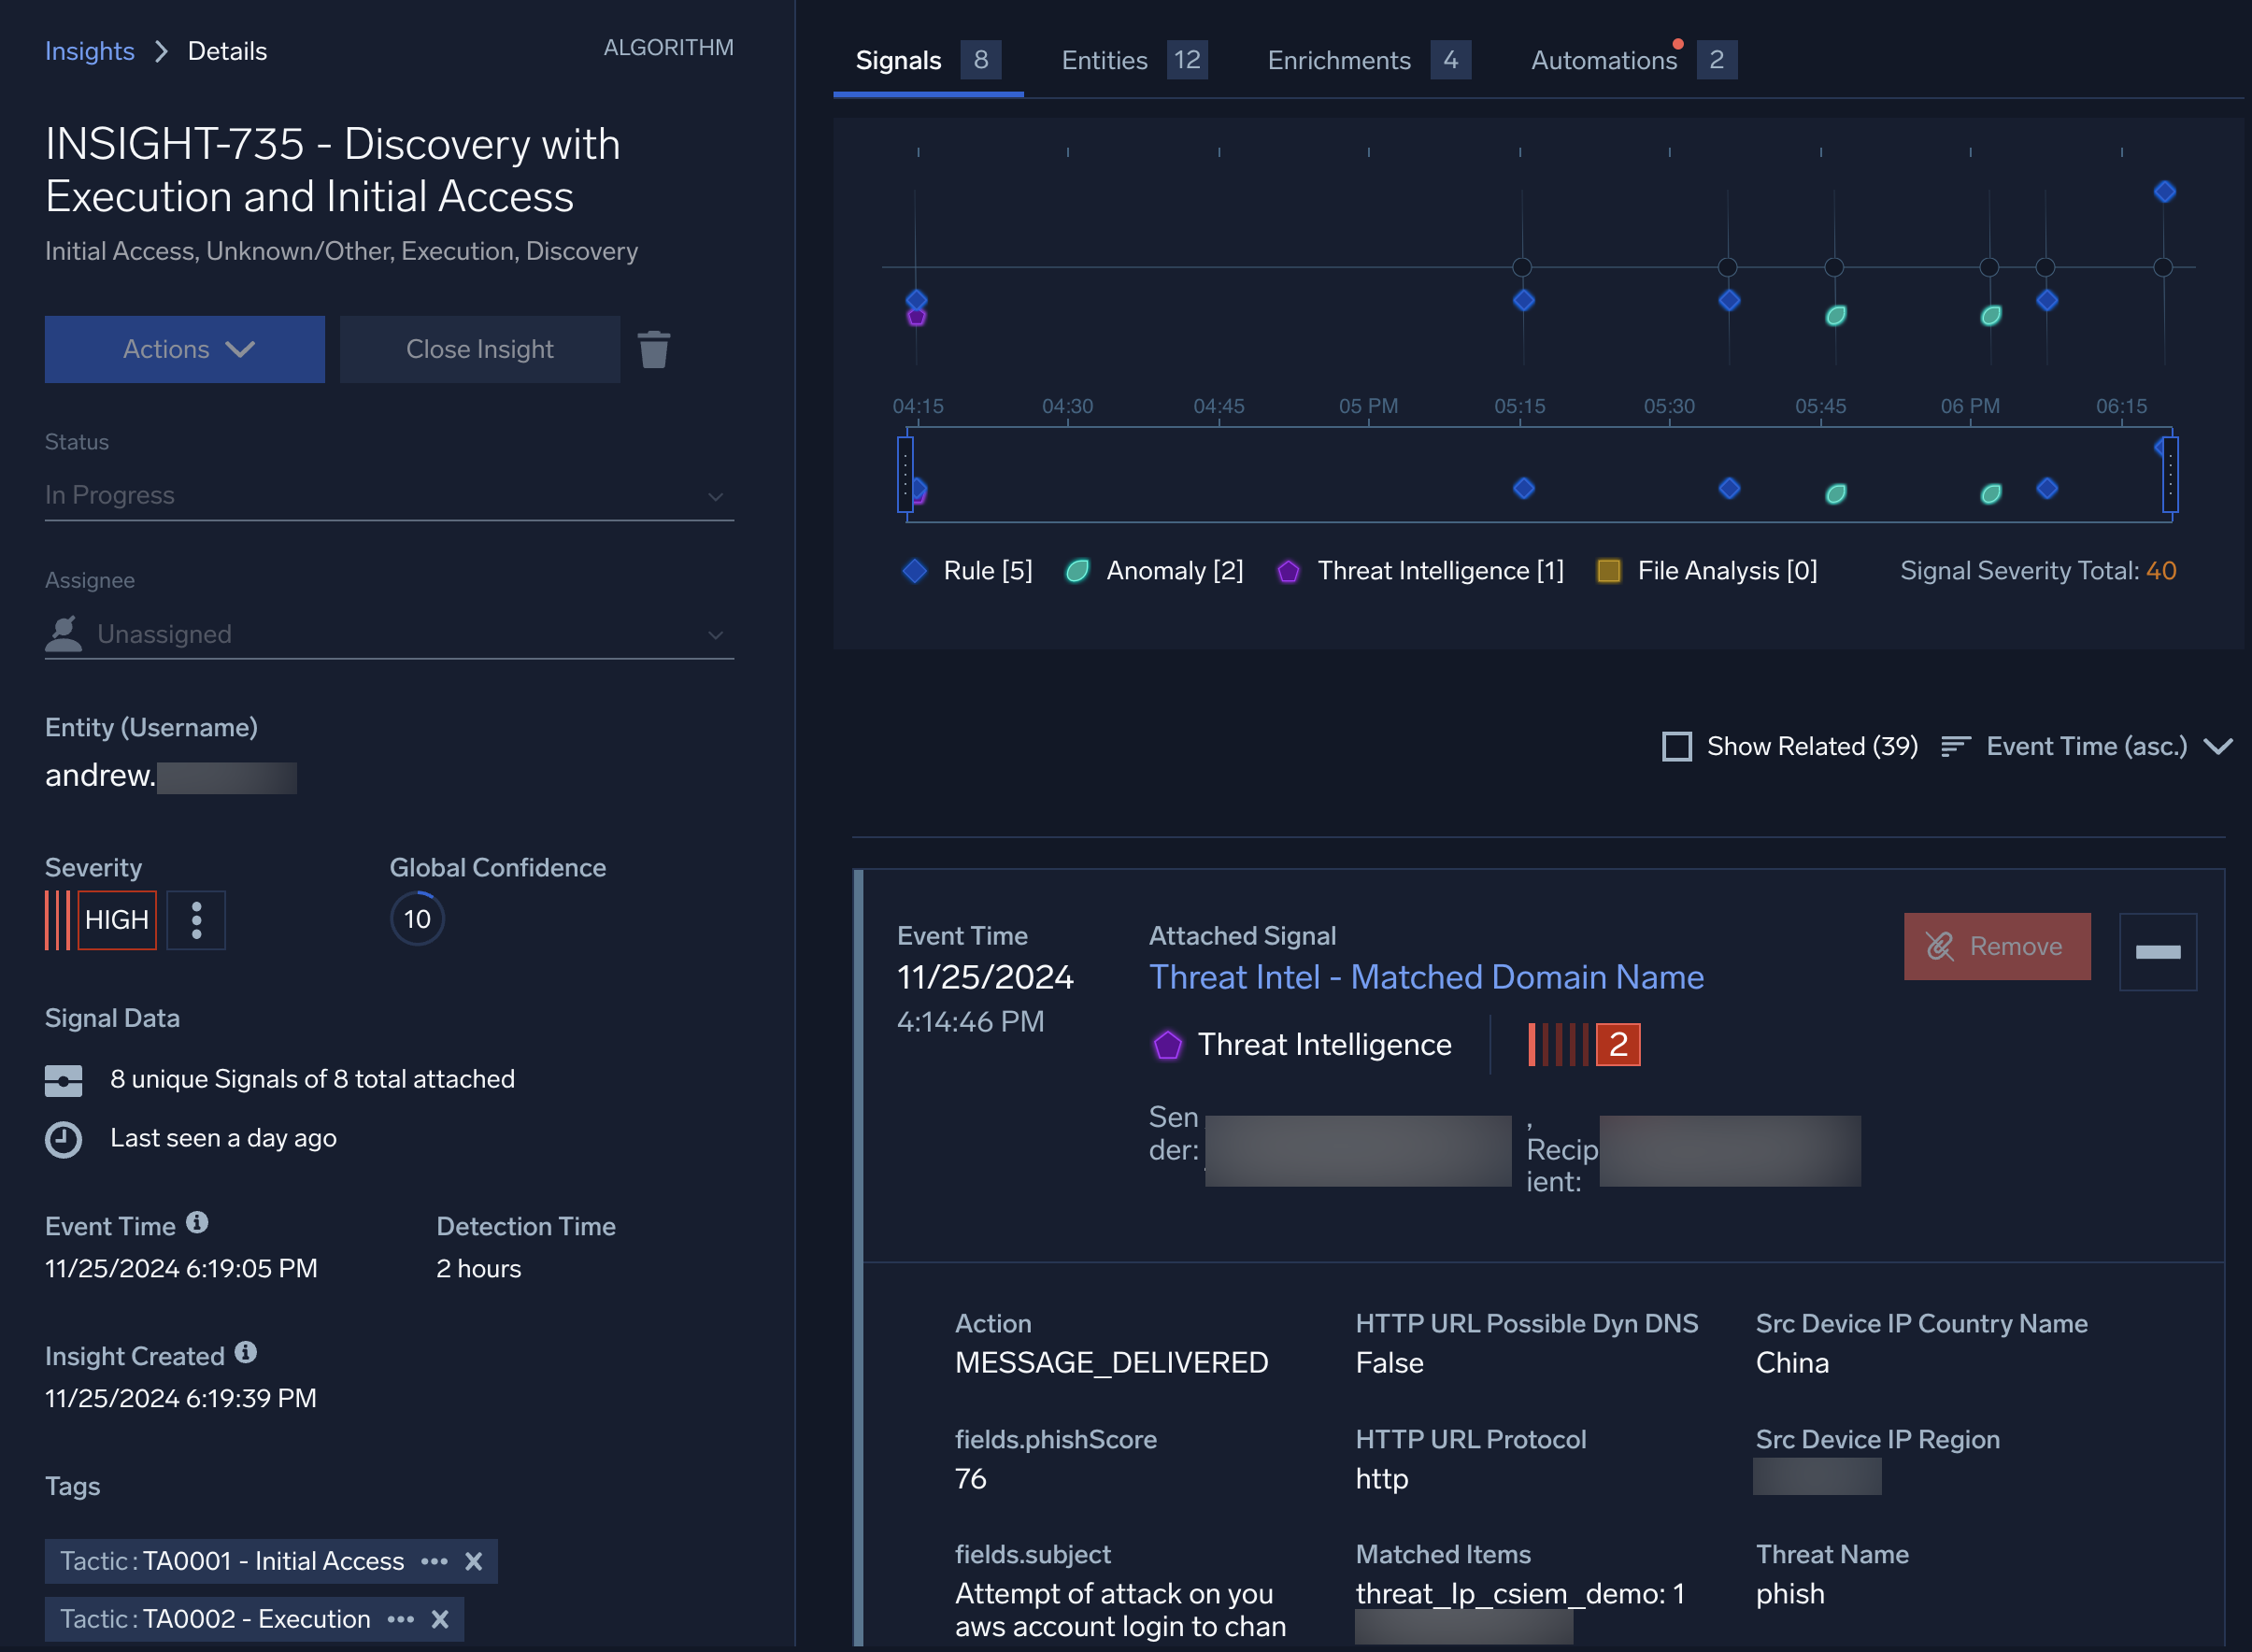 Insights > Details
ALGORITHM
INSIGHT-735 - Discovery with
Execution and Initial Access
Initial Access, Unknown/Other, Execution, Discovery
Actions
Close Insight
Status
In Progress
Assignee
Unassigned
Entity (Username)
andrew.
Severity
Global Confidence
HIGH
10
Signal Data
8 unique Signals of 8 total attached
Last seen a day ago
Event Time
Detection Time
11/25/2024 6:19:05 PM
2 hours
Insight Created
11/25/2024 6:19:39 PM
Tags
Tactic: TA0001 - Initial Access
Tactic: TA0002 - Execution
Signals 8
Entities 12
Enrichments 4
Automations 2
04:15 04:30 04:45 05 PM 05:15 05:30 05:45 06 PM 06:15
Rule [5] Anomaly [2] Threat Intelligence [1] File Analysis [0] Signal Severity Total: 40
Show Related (39) Event Time (asc.)
Event Time
11/25/2024
4:14:46 PM
Attached Signal
Threat Intel - Matched Domain Name
Threat Intelligence
2
Remove
Sen
der:
,
Recip
ient:
Action
MESSAGE_DELIVERED
HTTP URL Possible Dyn DNS
False
Src Device IP Country Name
China
fields.phishScore
76
HTTP URL Protocol
http
Src Device IP Region
fields.subject
Attempt of attack on you
aws account login to chan
Matched Items
threat_Ip_csiem_demo: 1
Threat Name
phish